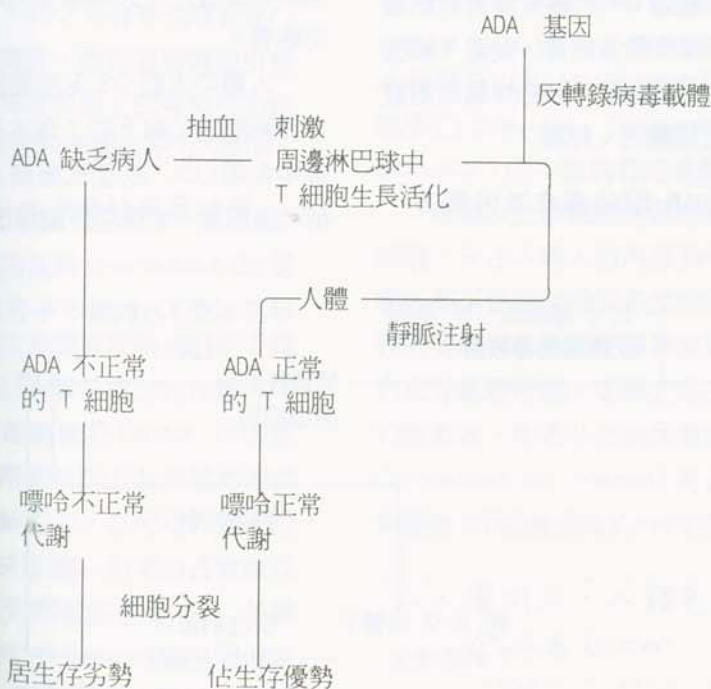 ADA 基因
反轉錄病毒載體
抽血 刺激
ADA 缺乏病人 周邊淋巴球中
T 細胞生長活化
人體
靜脈注射
ADA 不正常
的 T 細胞
ADA 正常
的 T 細胞
嘌呤不正常
代謝
嘌呤正常
代謝
細胞分裂
居生存劣勢
佔生存優勢